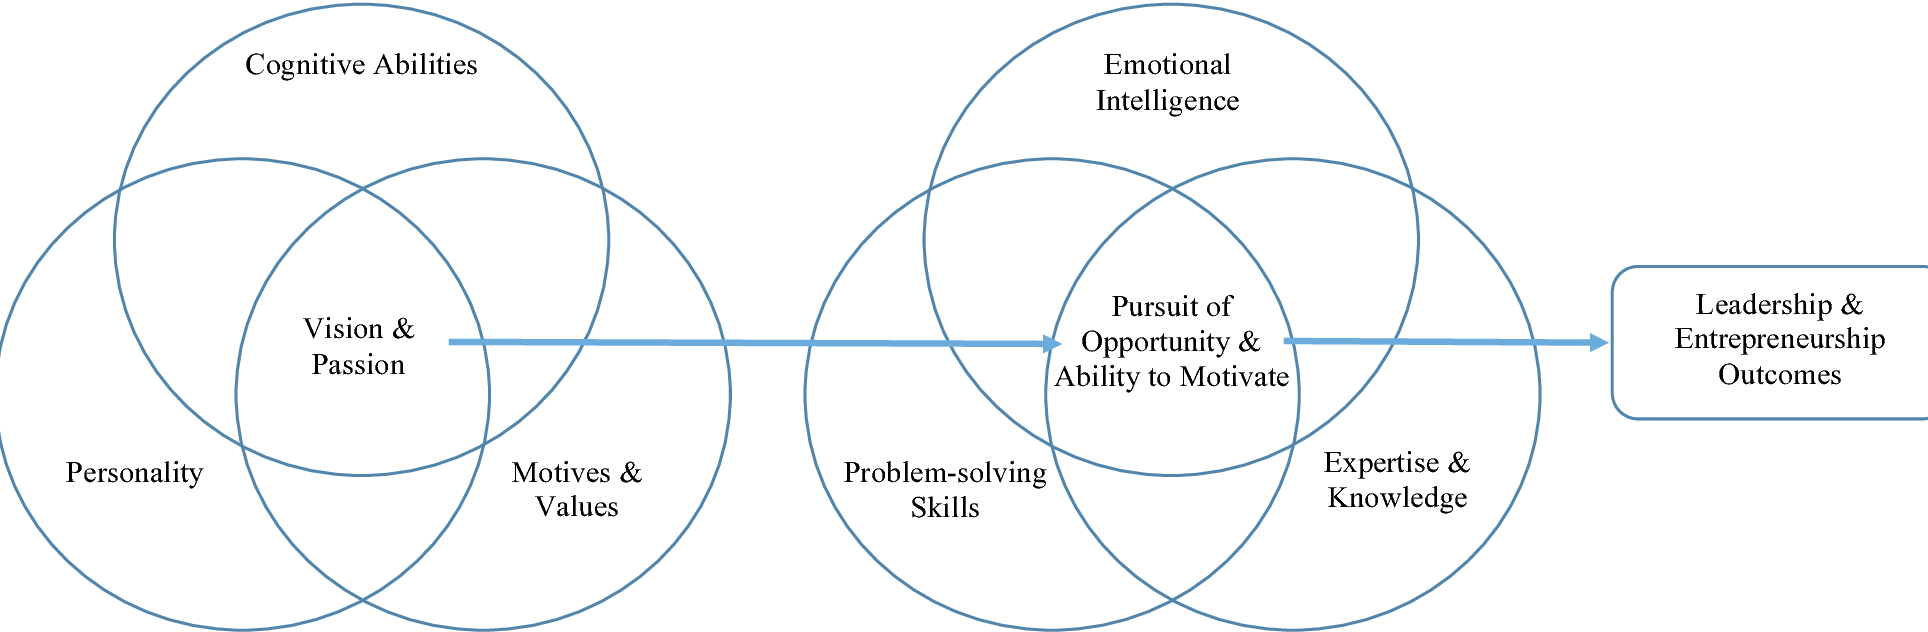 Cognitive Abilities
Personality
Motives &
Values
Vision &
Passion
Emotional
Intelligence
Problem-solving
Skills
Expertise &
Knowledge
Pursuit of
Opportunity &
Ability to Motivate
Leadership &
Entrepreneurship
Outcomes